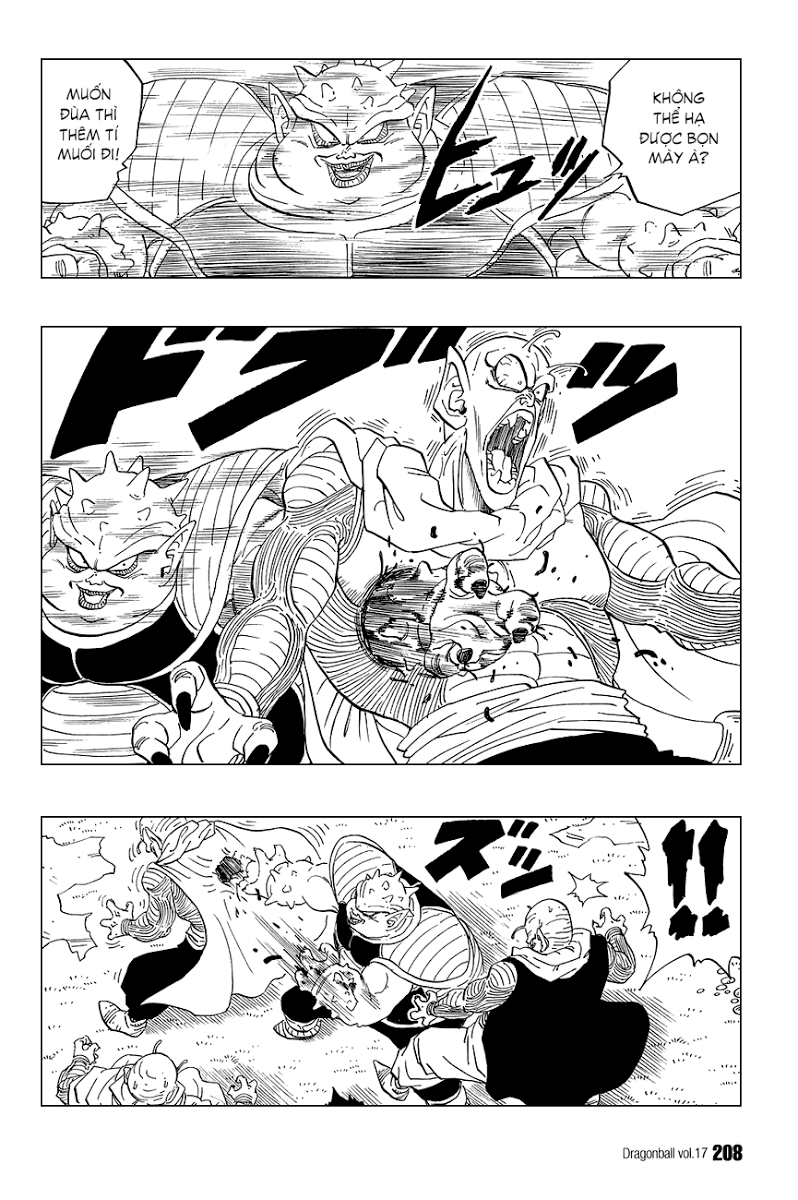 KHÔNG
THỂ HẠ
ĐƯỢC BỌN
MÀY À?
MUỐN
ĐÙA THÌ
THÊM TÍ
MUỐI ĐI!
ヒュッ
ドブッ
ズッ
!!
Dragonball vol.17 208